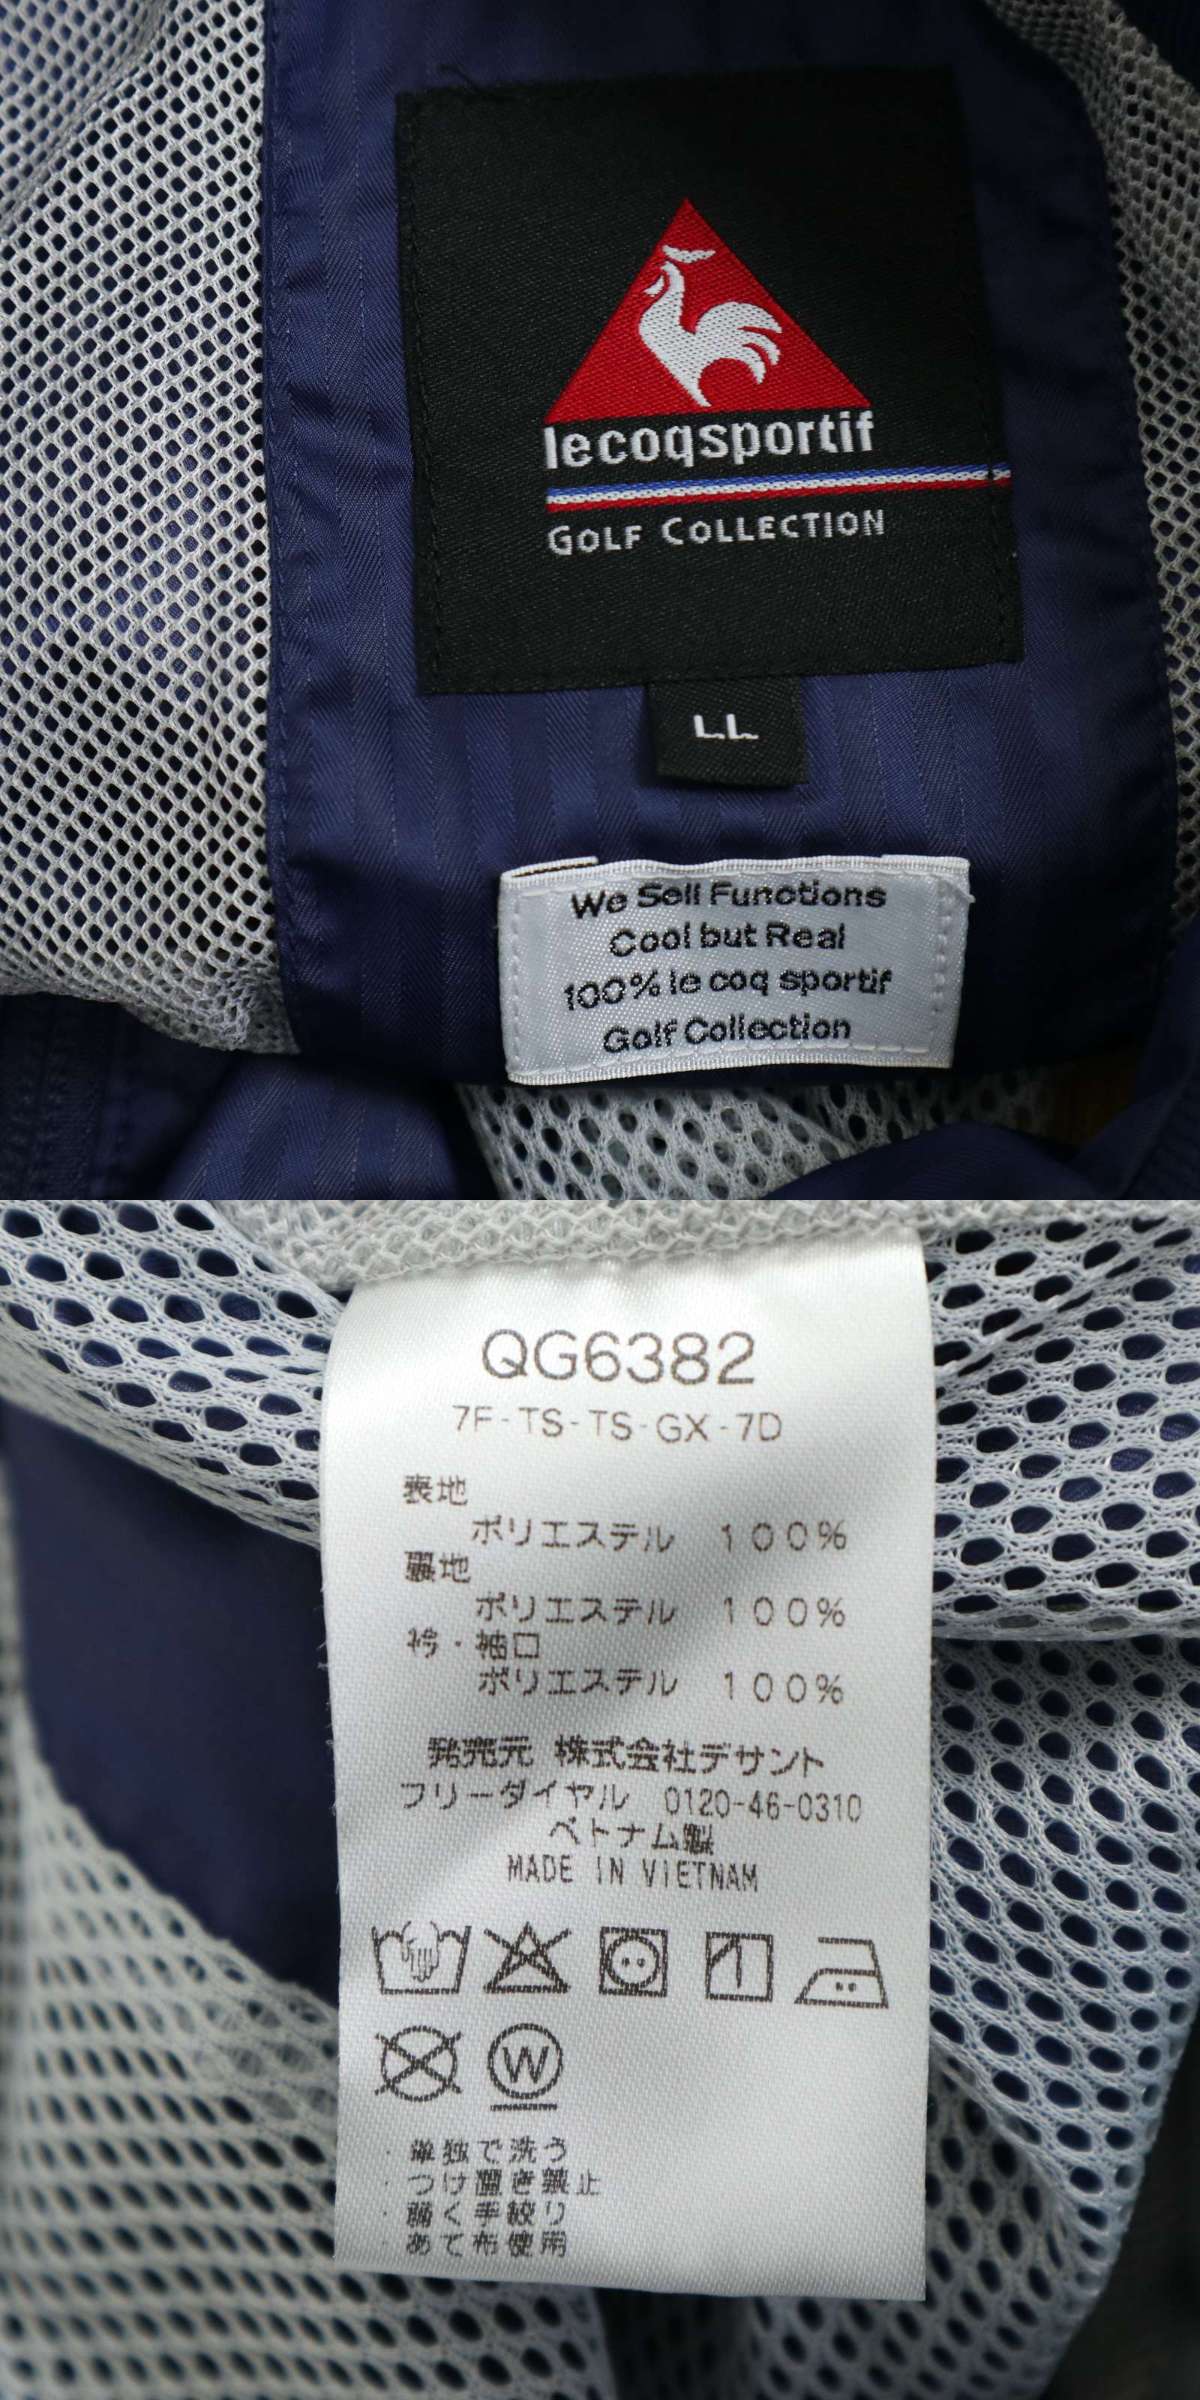 le coq sportif
GOLF COLLECTION
LL
We Sell Functions
Cool but Real
100% le coq sportif
Golf Collection
QG6382
7F-TS-TS-GX-7D
表地
ポリエステル 100%
裏地
ポリエステル 100%
衿・袖口
ポリエステル 100%
発売元 株式会社デサント
フリーダイヤル 0120-46-0310
ベトナム製
MADE IN VIETNAM
W
・単独で洗う
・つけ置き禁止
・弱く手絞り
・あて布使用